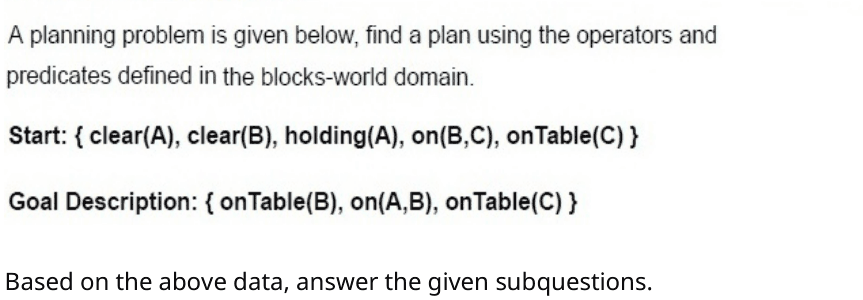 A planning problem is given below, find a plan using the operators and
predicates defined in the blocks-world domain.
Start: { clear(A), clear(B), holding(A), on(B,C), onTable(C) }
Goal Description: { onTable(B), on(A,B), onTable(C) }
Based on the above data, answer the given subquestions.